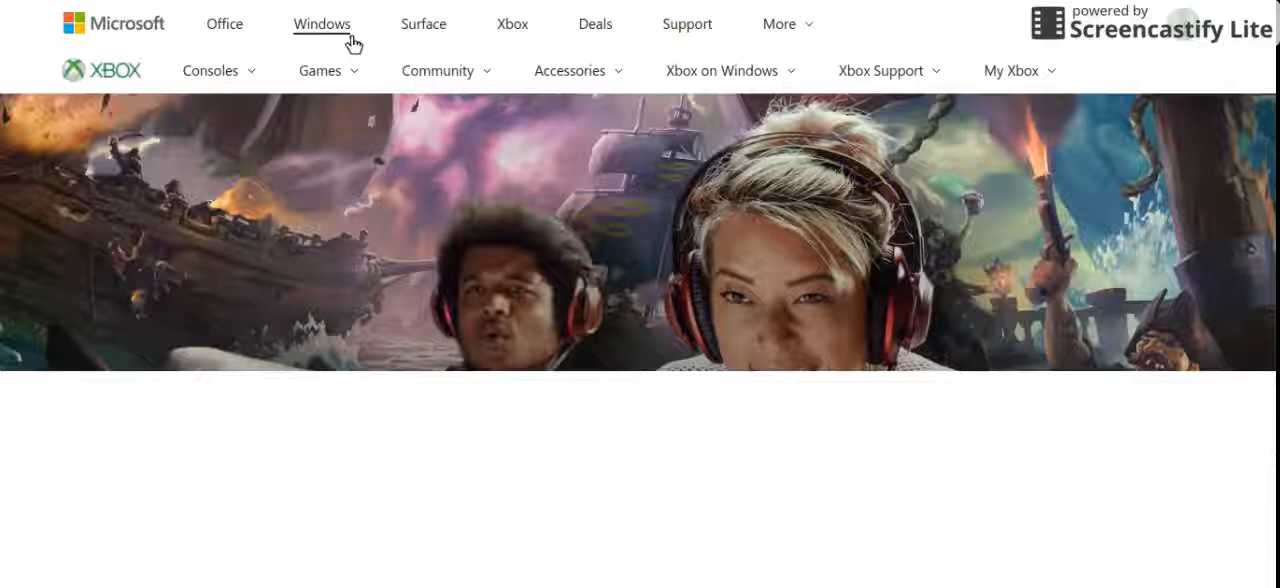 Microsoft Office Windows Surface Xbox Deals Support More
powered by
Screencastify Lite
XBOX Consoles Games Community Accessories Xbox on Windows Xbox Support My Xbox